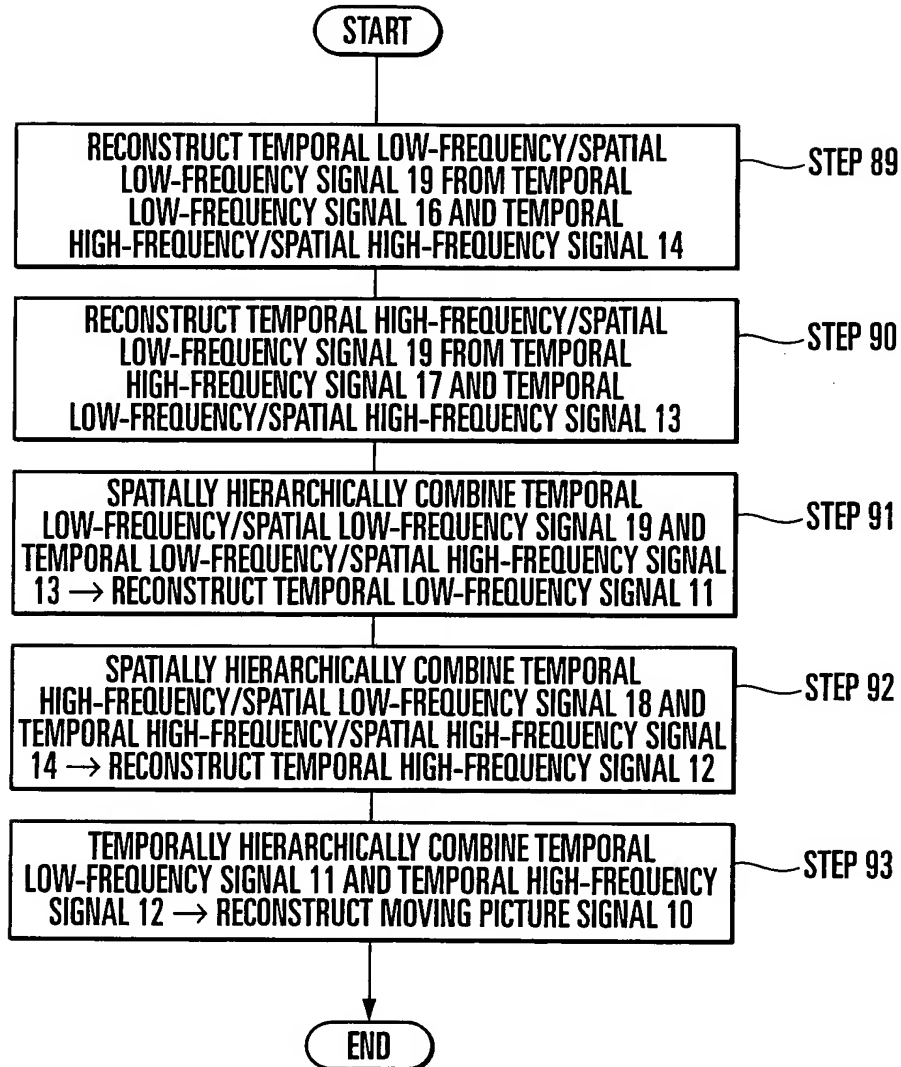 START
RECONSTRUCT TEMPORAL LOW-FREQUENCY/SPATIAL
LOW-FREQUENCY SIGNAL 19 FROM TEMPORAL
LOW-FREQUENCY SIGNAL 16 AND TEMPORAL
HIGH-FREQUENCY/SPATIAL HIGH-FREQUENCY SIGNAL 14
STEP 89
RECONSTRUCT TEMPORAL HIGH-FREQUENCY/SPATIAL
LOW-FREQUENCY SIGNAL 19 FROM TEMPORAL
HIGH-FREQUENCY SIGNAL 17 AND TEMPORAL
LOW-FREQUENCY/SPATIAL HIGH-FREQUENCY SIGNAL 13
STEP 90
SPATIALLY HIERARCHICALLY COMBINE TEMPORAL
LOW-FREQUENCY/SPATIAL LOW-FREQUENCY SIGNAL 19 AND
TEMPORAL LOW-FREQUENCY/SPATIAL HIGH-FREQUENCY SIGNAL
13 → RECONSTRUCT TEMPORAL LOW-FREQUENCY SIGNAL 11
STEP 91
SPATIALLY HIERARCHICALLY COMBINE TEMPORAL
HIGH-FREQUENCY/SPATIAL LOW-FREQUENCY SIGNAL 18 AND
TEMPORAL HIGH-FREQUENCY/SPATIAL HIGH-FREQUENCY SIGNAL
14 → RECONSTRUCT TEMPORAL HIGH-FREQUENCY SIGNAL 12
STEP 92
TEMPORALLY HIERARCHICALLY COMBINE TEMPORAL
LOW-FREQUENCY SIGNAL 11 AND TEMPORAL HIGH-FREQUENCY
SIGNAL 12 → RECONSTRUCT MOVING PICTURE SIGNAL 10
STEP 93
END